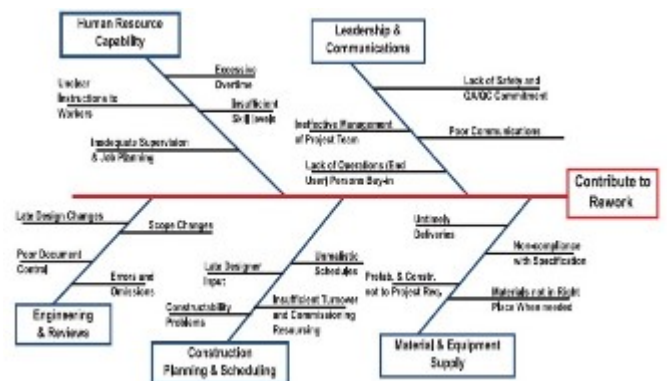 Human Resource
Capability
Leadership &
Communications
Excessive
Overtime
Unclear
Instructions to
Workers
Insufficient
Skill levels
Inadequate Supervision
& Job Planning
Lack of Safety and
QA/QC Commitment
Ineffective Management
of Project Team
Poor Communications
Lack of Operations (End
User) Persons Buy-in
Contribute to
Rework
Late Design Changes
Scope Changes
Poor Document
Control
Errors and
Omissions
Engineering
& Reviews
Late Designer
Input
Unrealistic
Schedules
Constructability
Problems
Insufficient Turnover
and Commissioning
Resourcing
Construction
Planning & Scheduling
Untimely
Deliveries
Non-compliance
with Specification
Prefab. & Constr.
not to Project Req.
Materials not in Right
Place When needed
Material & Equipment
Supply